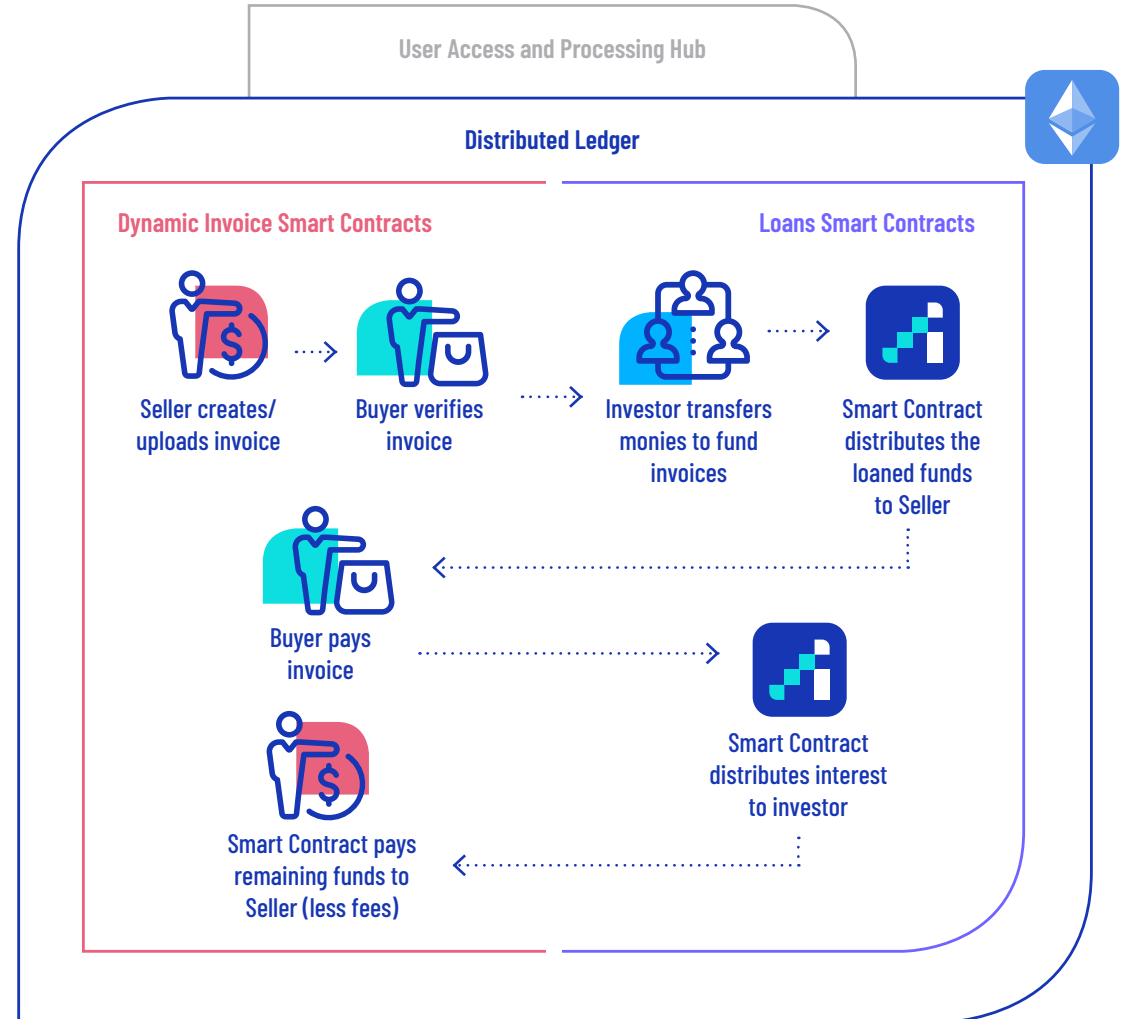 User Access and Processing Hub
Distributed Ledger
Dynamic Invoice Smart Contracts
Loans Smart Contracts
Seller creates/
uploads invoice
Buyer verifies
invoice
Investor transfers
monies to fund
invoices
Smart Contract
distributes the
loaned funds
to Seller
Buyer pays
invoice
Smart Contract
distributes interest
to investor
Smart Contract pays
remaining funds to
Seller (less fees)